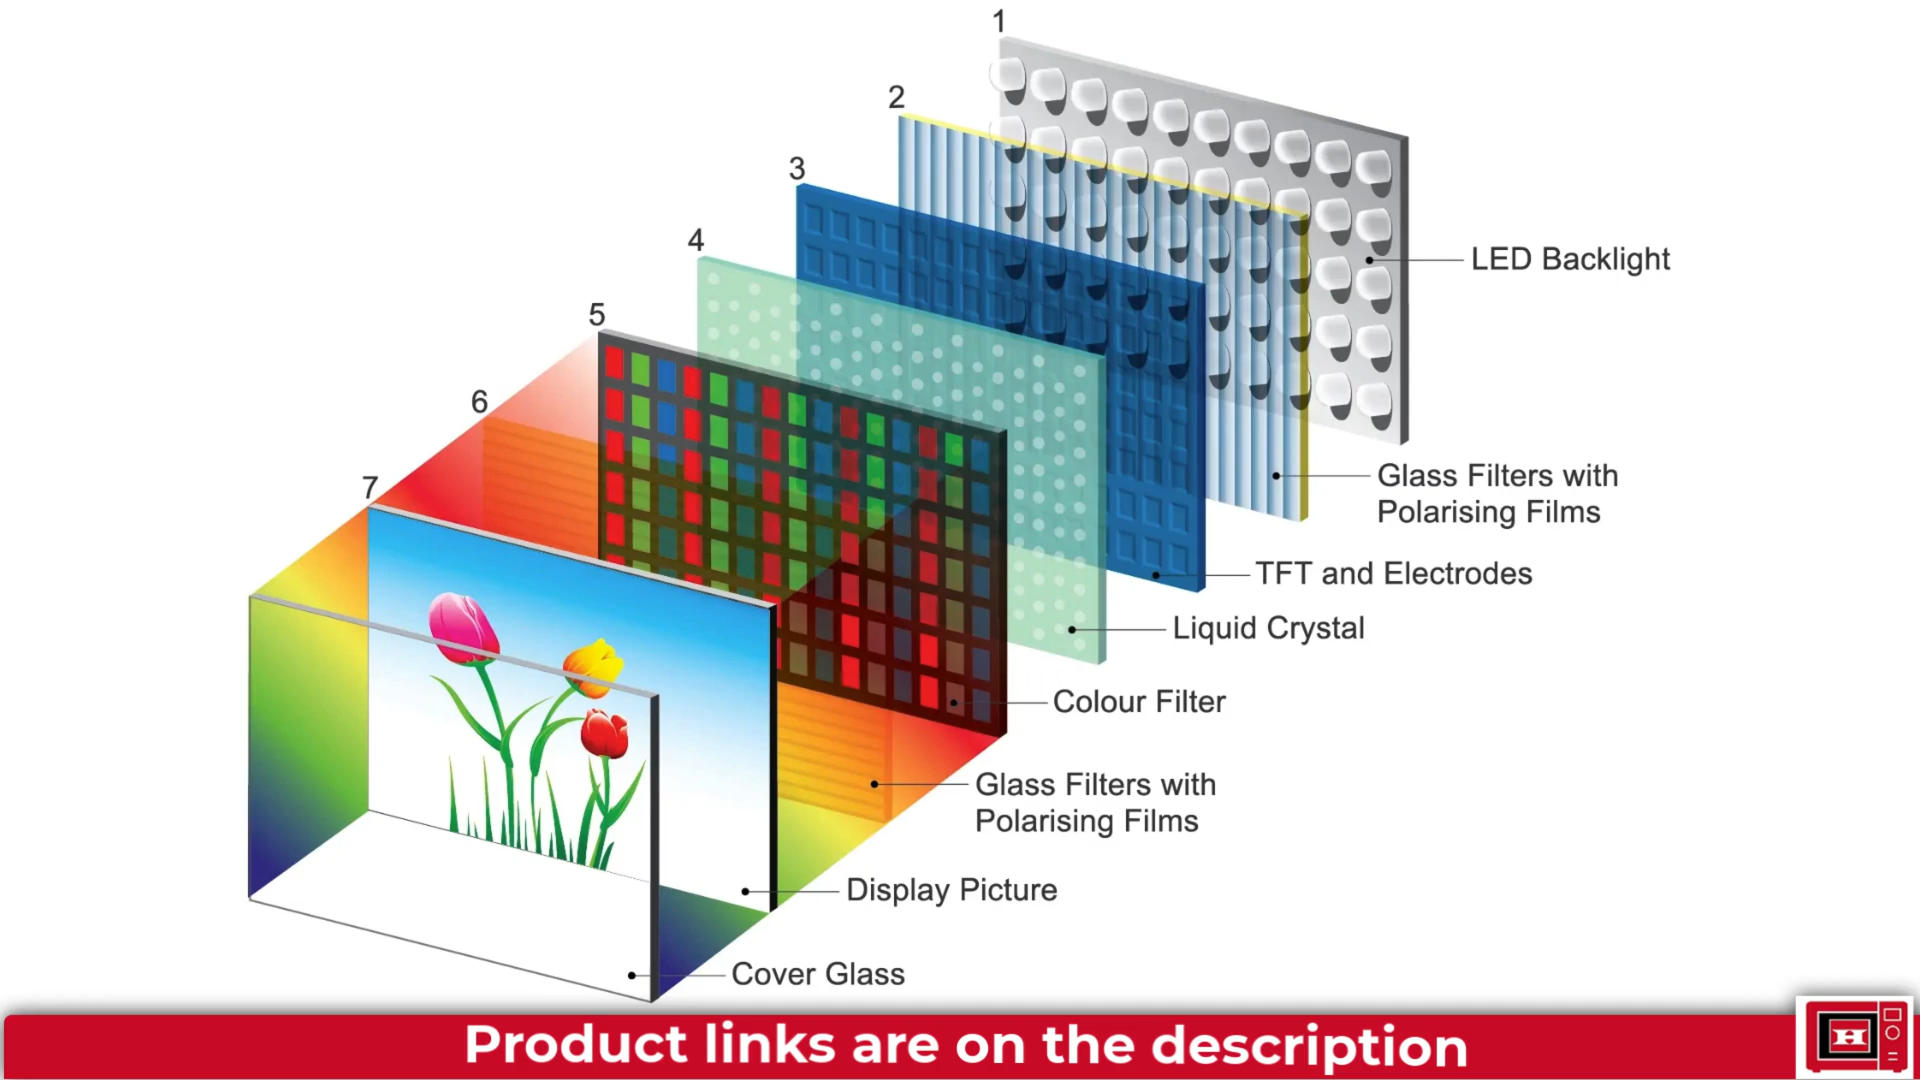 1
2
3
4
5
6
7
LED Backlight
Glass Filters with
Polarising Films
TFT and Electrodes
Liquid Crystal
Colour Filter
Glass Filters with
Polarising Films
Display Picture
Cover Glass
Product links are on the description
H